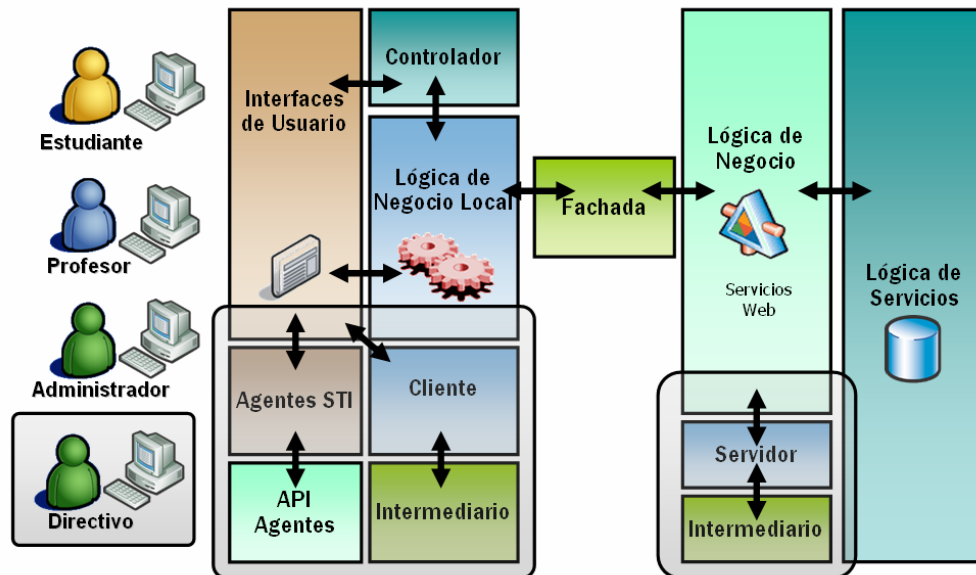 Estudiante
Profesor
Administrador
Directivo
Interfaces
de Usuario
Controlador
Lógica de
Negocio Local
Agentes STI
Cliente
API
Agentes
Intermediario
Fachada
Lógica de
Negocio
Servicios
Web
Servidor
Intermediario
Lógica de
Servicios